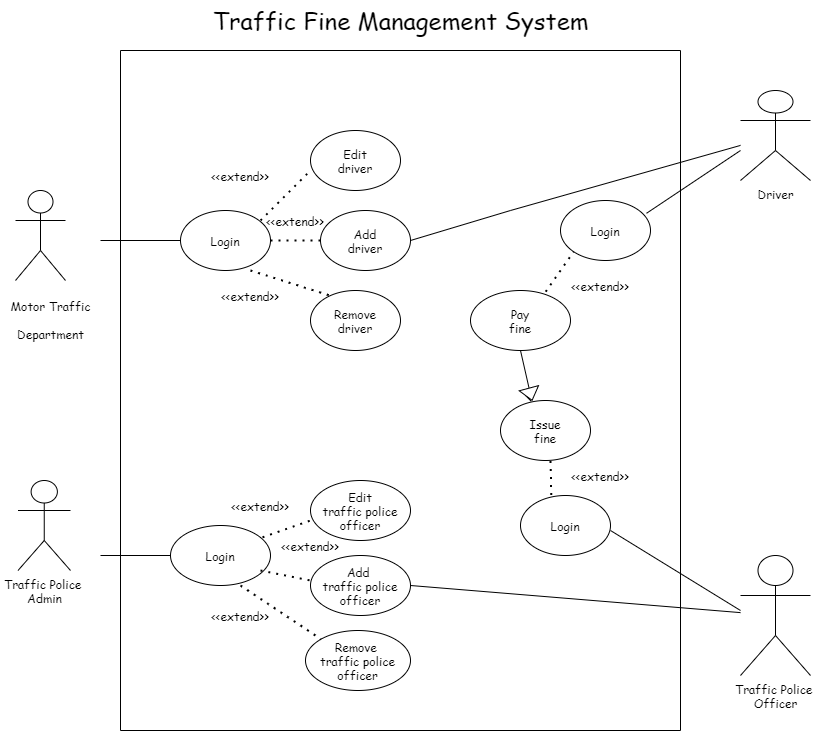 Traffic Fine Management System
Edit
driver
<<extend>>
Driver
<<extend>>
Login
Add
driver
Login
<<extend>>
<<extend>>
Motor Traffic
Department
Remove
driver
Pay
fine
Issue
fine
<<extend>>
Edit
traffic police
officer
<<extend>>
Login
<<extend>>
Login
Add
traffic police
officer
Traffic Police
Admin
<<extend>>
Remove
traffic police
officer
Traffic Police
Officer